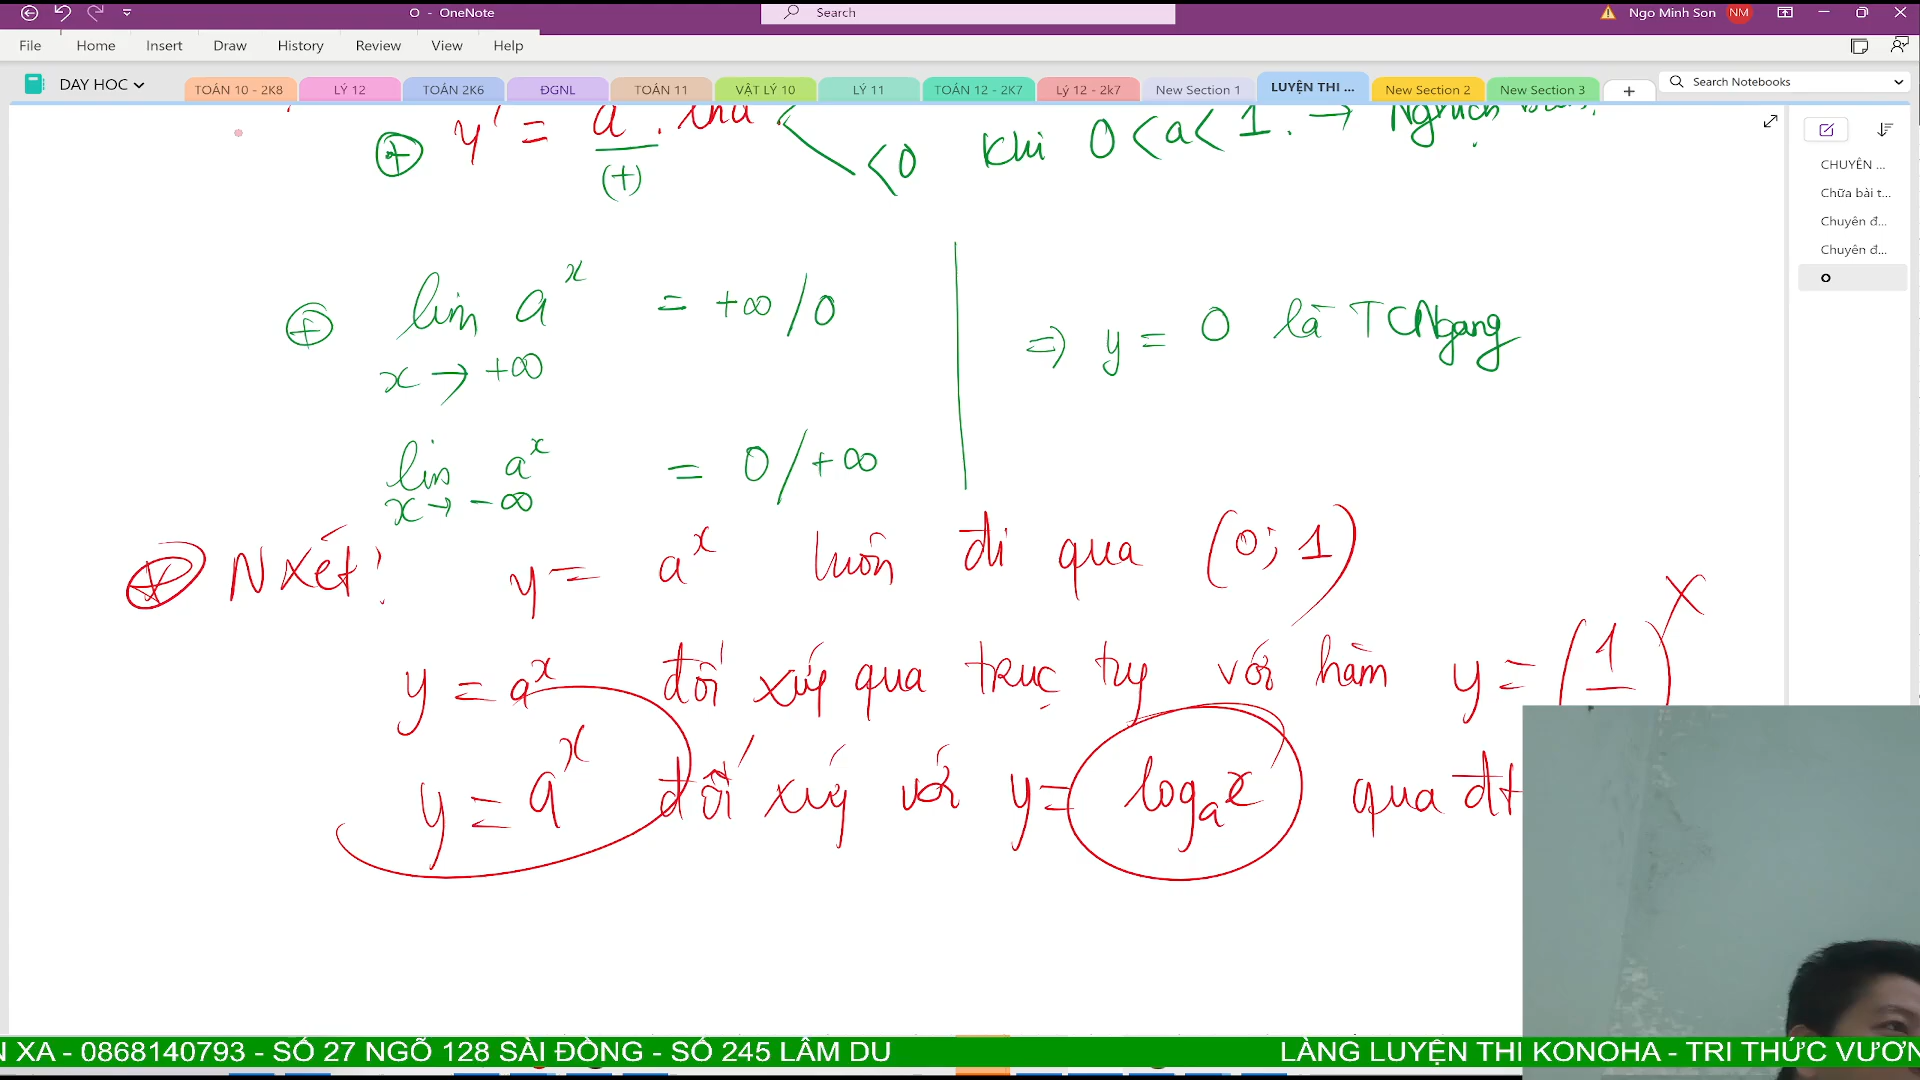 O - OneNote
Search
Ngo Minh Son NM
File Home Insert Draw History Review View Help
DAY HOC
TOÁN 10 - 2K8 LÝ 12 TOÁN 2K6 ĐGNL TOÁN 11 VẬT LÝ 10 LÝ 11 TOÁN 12 - 2K7 Lý 12 - 2k7 New Section 1 LUYỆN THI ... New Section 2 New Section 3 +
Search Notebooks
CHUYÊN ...
Chữa bài t...
Chuyên đ...
Chuyên đ...
O
y' = a . lna
(+)
<0 khi 0<a<1. → Nghịch
lim a^x = +∞/0
x → +∞
=> y = 0 là TCNgang
lim a^x = 0/+∞
x → -∞
N xét: y = a^x luôn đi qua (0; 1)
y = a^x đối xứng qua trục Oy với hàm y = (1 )^x
y = a^x đối xứng với y = log_a x qua đt
N XA - 0868140793 - SỐ 27 NGÕ 128 SÀI ĐỒNG - SỐ 245 LÂM DU
LÀNG LUYỆN THI KONOHA - TRI THỨC VƯƠN